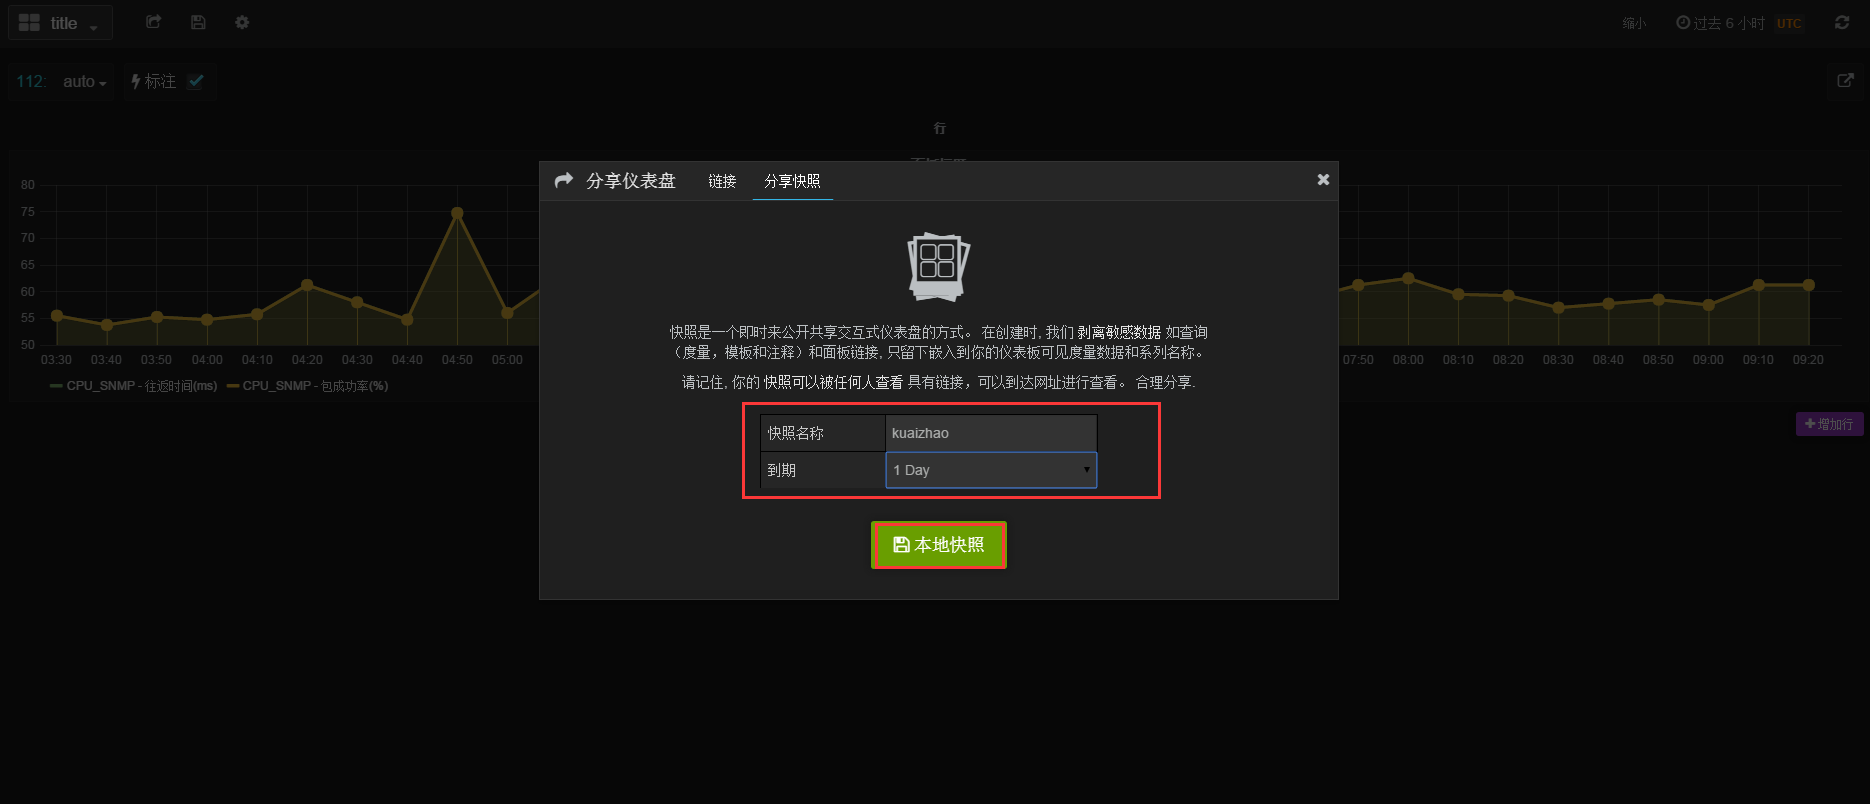 title
缩小 过去 6 小时 UTC
112: auto 标注
行
分享仪表盘 链接 分享快照
80
75
70
65
60
55
50
03:30 03:40 03:50 04:00 04:10 04:20 04:30 04:40 04:50 05:00
07:50 08:00 08:10 08:20 08:30 08:40 08:50 09:00 09:10 09:20
CPU_SNMP - 往返时间(ms) CPU_SNMP - 包成功率(%)
快照是一个即时来公开共享交互式仪表盘的方式。 在创建时, 我们 剥离敏感数据 如查询
（度量，模板和注释）和面板链接, 只留下嵌入到你的仪表板可见度量数据和系列名称。
请记住, 你的 快照可以被任何人查看 具有链接，可以到达网址进行查看。 合理分享.
快照名称 kuaizhao
到期 1 Day
本地快照
增加行